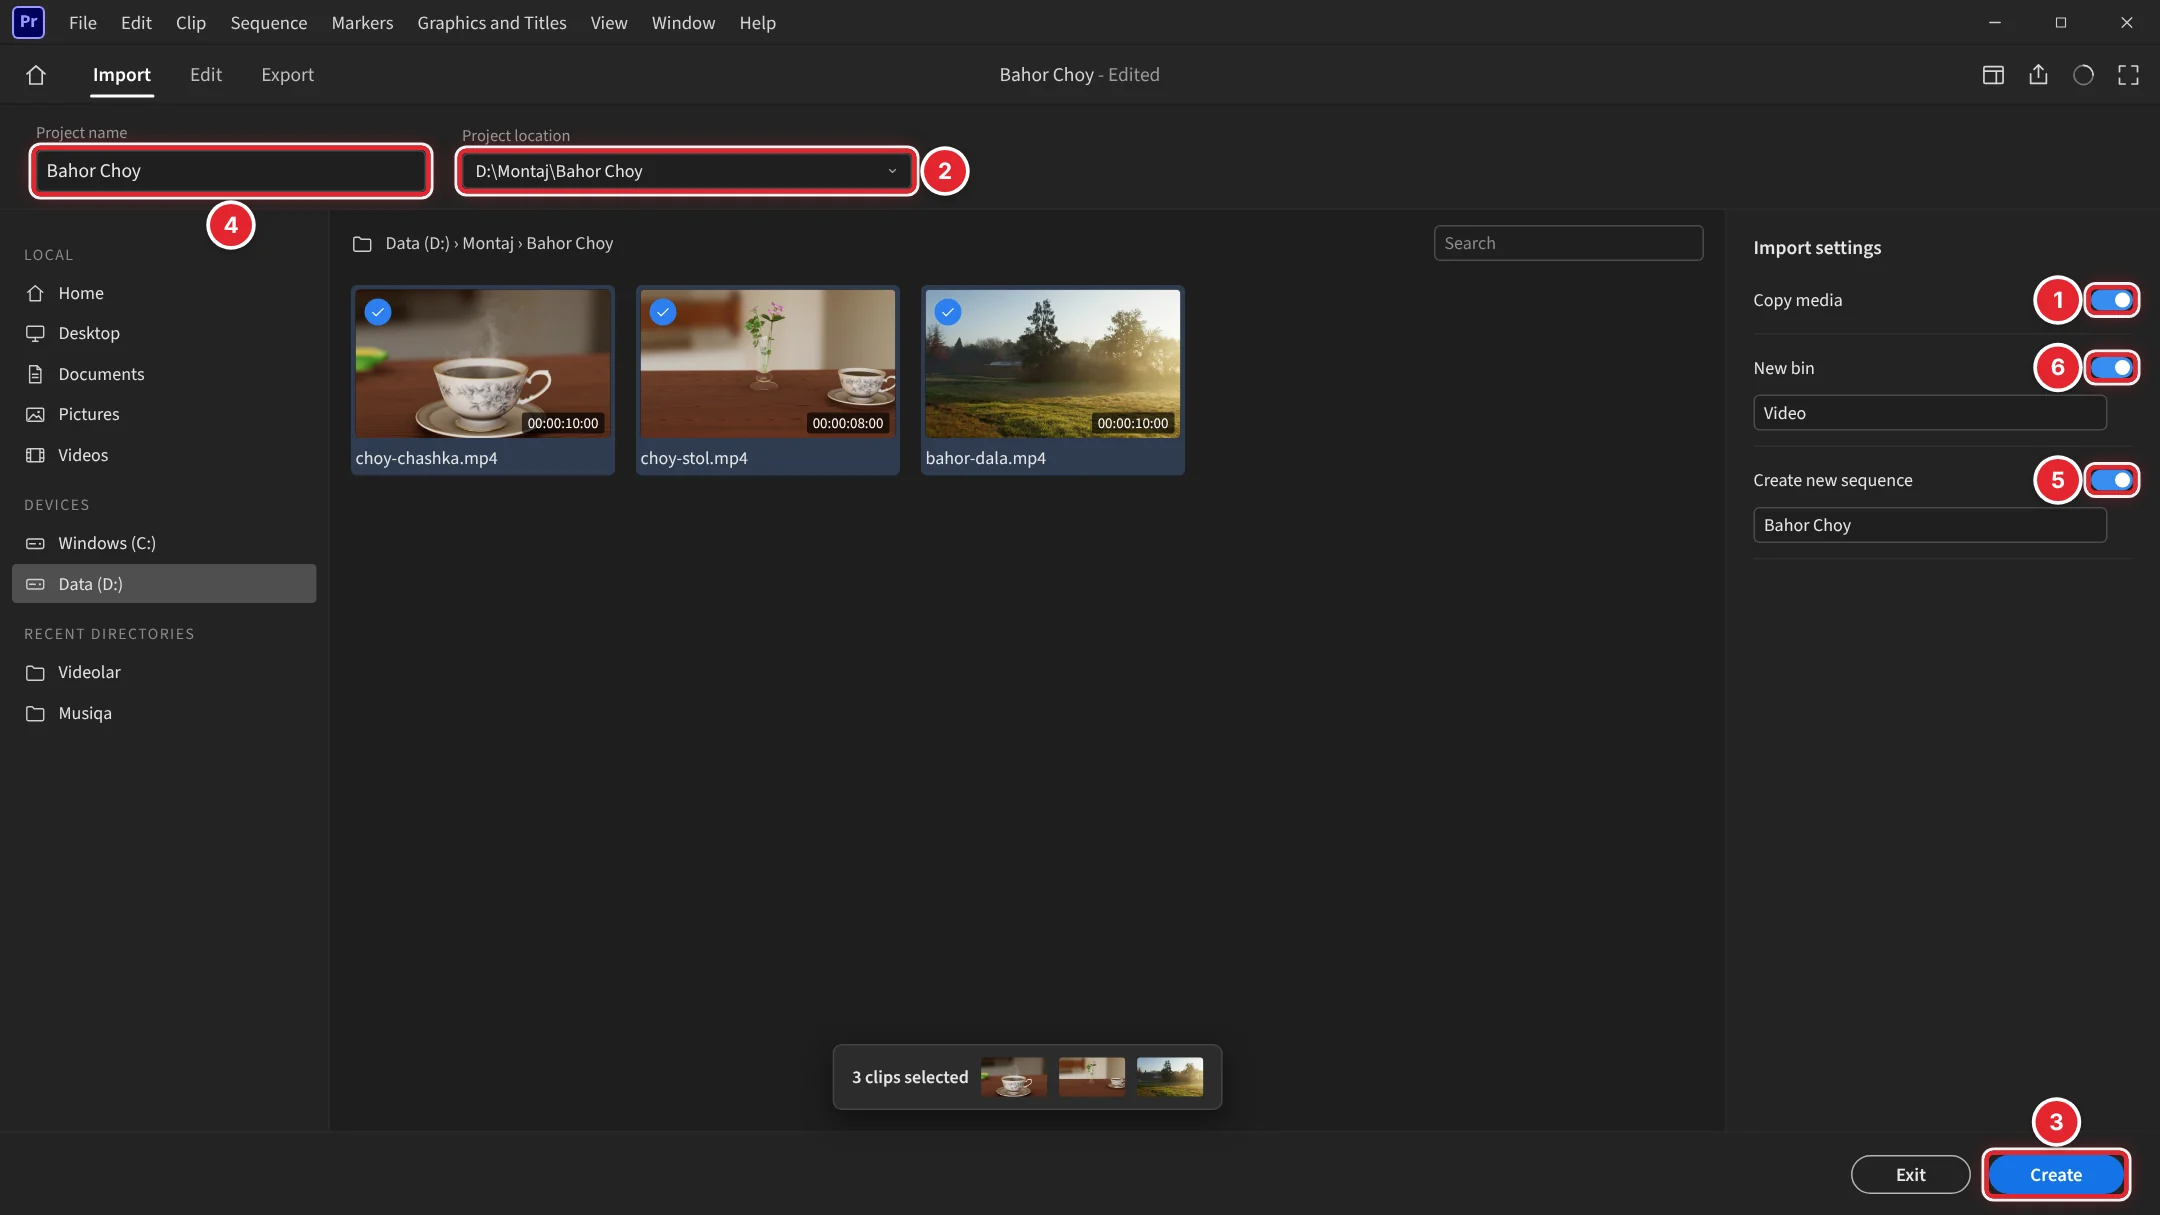 Pr File Edit Clip Sequence Markers Graphics and Titles View Window Help
Import Edit Export
Bahor Choy - Edited
Project name
Bahor Choy
4
Project location
D:\Montaj\Bahor Choy
2
LOCAL
Home
Desktop
Documents
Pictures
Videos
DEVICES
Windows (C:)
Data (D:)
RECENT DIRECTORIES
Videolar
Musiqa
Data (D:) › Montaj › Bahor Choy
Search
00:00:10:00
choy-chashka.mp4
00:00:08:00
choy-stol.mp4
00:00:10:00
bahor-dala.mp4
3 clips selected
Import settings
Copy media
1
New bin
6
Video
Create new sequence
5
Bahor Choy
3
Exit
Create